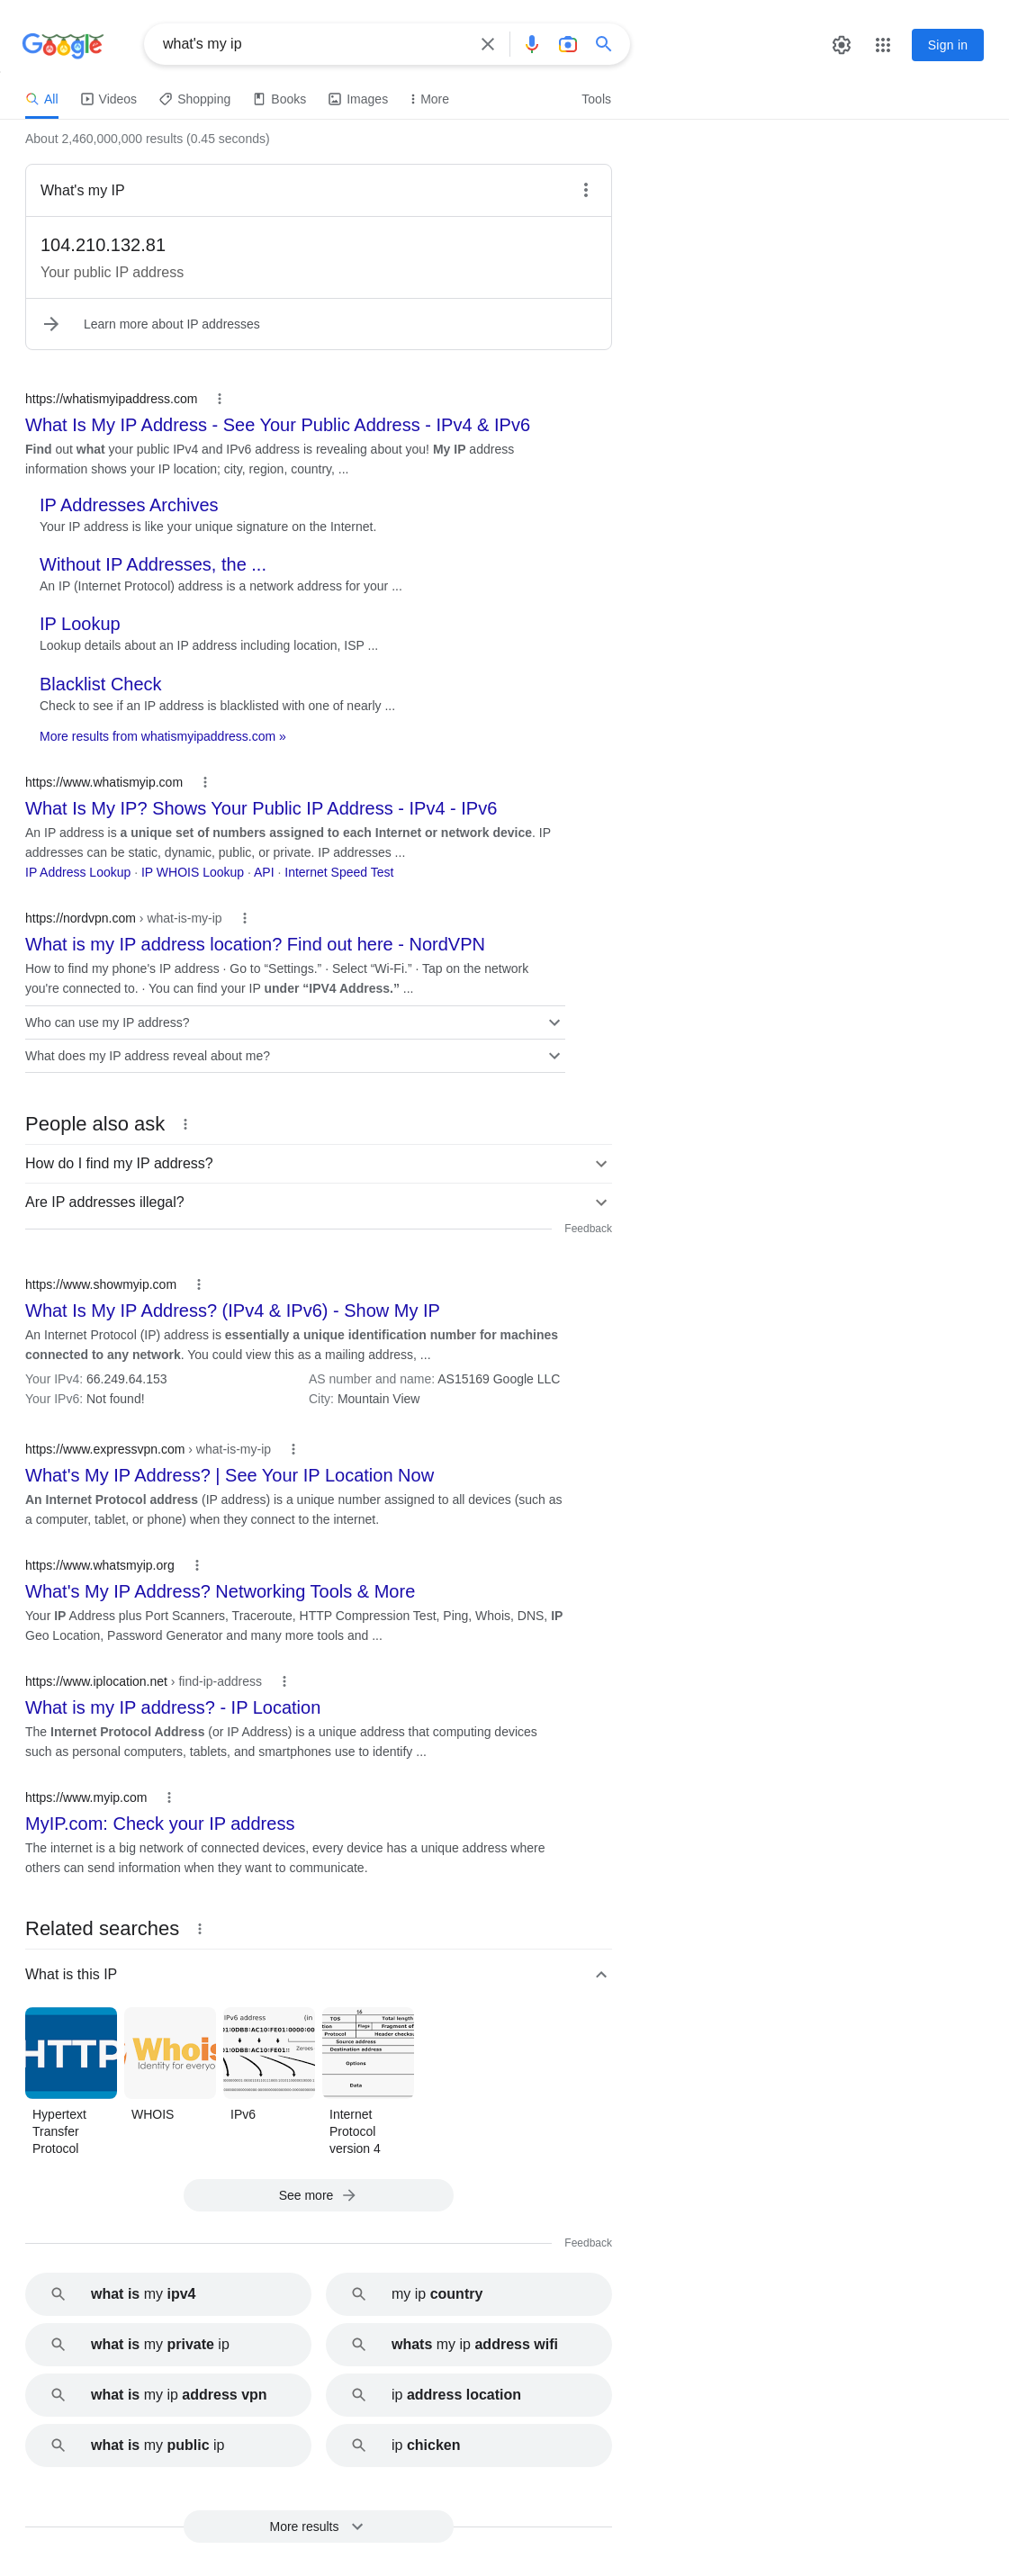 Google
what's my ip
Sign in
All
Videos
Shopping
Books
Images
More
Tools
About 2,460,000,000 results (0.45 seconds)
What's my IP
104.210.132.81
Your public IP address
Learn more about IP addresses
https://whatismyipaddress.com
What Is My IP Address - See Your Public Address - IPv4 & IPv6
Find out what your public IPv4 and IPv6 address is revealing about you! My IP address
information shows your IP location; city, region, country, ...
IP Addresses Archives
Your IP address is like your unique signature on the Internet.
Without IP Addresses, the ...
An IP (Internet Protocol) address is a network address for your ...
IP Lookup
Lookup details about an IP address including location, ISP ...
Blacklist Check
Check to see if an IP address is blacklisted with one of nearly ...
More results from whatismyipaddress.com »
https://www.whatismyip.com
What Is My IP? Shows Your Public IP Address - IPv4 - IPv6
An IP address is a unique set of numbers assigned to each Internet or network device. IP
addresses can be static, dynamic, public, or private. IP addresses ...
IP Address Lookup · IP WHOIS Lookup · API · Internet Speed Test
https://nordvpn.com › what-is-my-ip
What is my IP address location? Find out here - NordVPN
How to find my phone's IP address · Go to “Settings.” · Select “Wi-Fi.” · Tap on the network
you're connected to. · You can find your IP under “IPV4 Address.” ...
Who can use my IP address?
What does my IP address reveal about me?
People also ask
How do I find my IP address?
Are IP addresses illegal?
Feedback
https://www.showmyip.com
What Is My IP Address? (IPv4 & IPv6) - Show My IP
An Internet Protocol (IP) address is essentially a unique identification number for machines
connected to any network. You could view this as a mailing address, ...
Your IPv4: 66.249.64.153
AS number and name: AS15169 Google LLC
Your IPv6: Not found!
City: Mountain View
https://www.expressvpn.com › what-is-my-ip
What's My IP Address? | See Your IP Location Now
An Internet Protocol address (IP address) is a unique number assigned to all devices (such as
a computer, tablet, or phone) when they connect to the internet.
https://www.whatsmyip.org
What's My IP Address? Networking Tools & More
Your IP Address plus Port Scanners, Traceroute, HTTP Compression Test, Ping, Whois, DNS, IP
Geo Location, Password Generator and many more tools and ...
https://www.iplocation.net › find-ip-address
What is my IP address? - IP Location
The Internet Protocol Address (or IP Address) is a unique address that computing devices
such as personal computers, tablets, and smartphones use to identify ...
https://www.myip.com
MyIP.com: Check your IP address
The internet is a big network of connected devices, every device has a unique address where
others can send information when they want to communicate.
Related searches
What is this IP
HTTP
Whois
Identity for everyo
IPv6 address (in
Zeroes
16
TOS Total length
Flags Fragment of
Protocol Header checksu
Source address
Destination address
Options
Data
Hypertext
Transfer
Protocol
WHOIS
IPv6
Internet
Protocol
version 4
See more
Feedback
what is my ipv4
my ip country
what is my private ip
whats my ip address wifi
what is my ip address vpn
ip address location
what is my public ip
ip chicken
More results